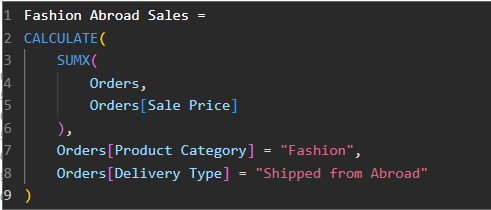 1 Fashion Abroad Sales =
2 CALCULATE(
3 SUMX(
4 Orders,
5 Orders[Sale Price]
6 ),
7 Orders[Product Category] = "Fashion",
8 Orders[Delivery Type] = "Shipped from Abroad"
9 )